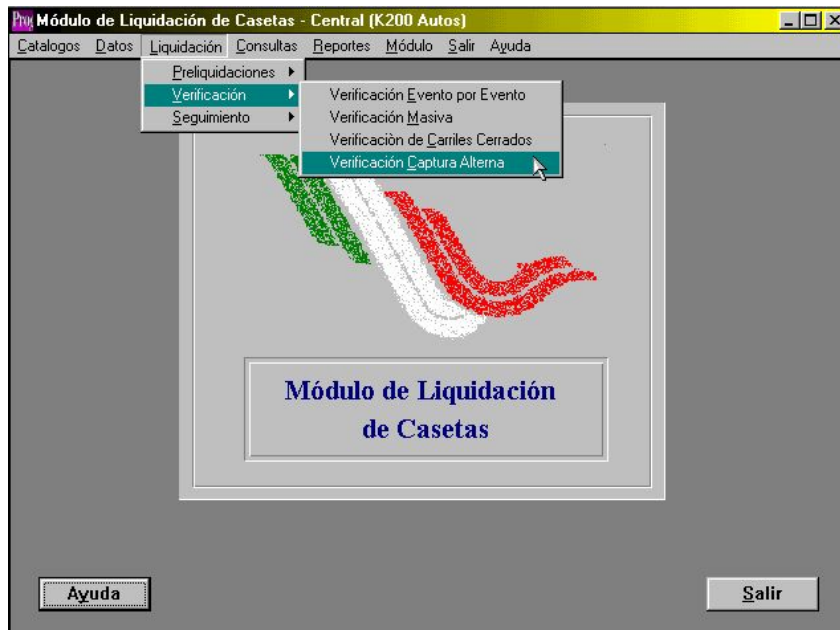 Módulo de Liquidación de Casetas - Central (K200 Autos)
Catalogos Datos Liquidación Consultas Reportes Módulo Salir Ayuda
Preliquidaciones
Verificación
Seguimiento
Verificación Evento por Evento
Verificación Masiva
Verificaciòn de Carriles Cerrados
Verificación Captura Alterna
Módulo de Liquidación
de Casetas
Ayuda
Salir